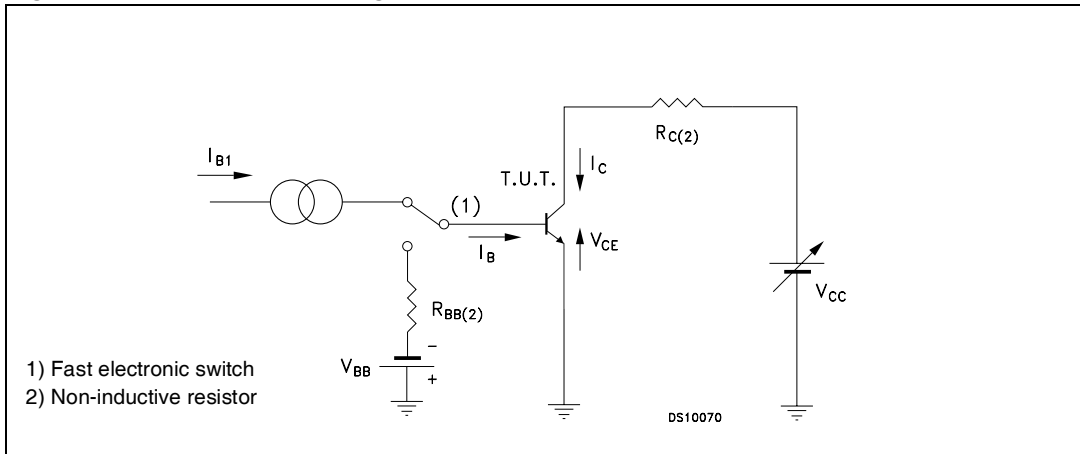 R_C(2)
I_B1
I_C
T.U.T.
(1)
V_CE
I_B
V_CC
R_BB(2)
−
V_BB
+
1) Fast electronic switch
2) Non-inductive resistor
DS10070